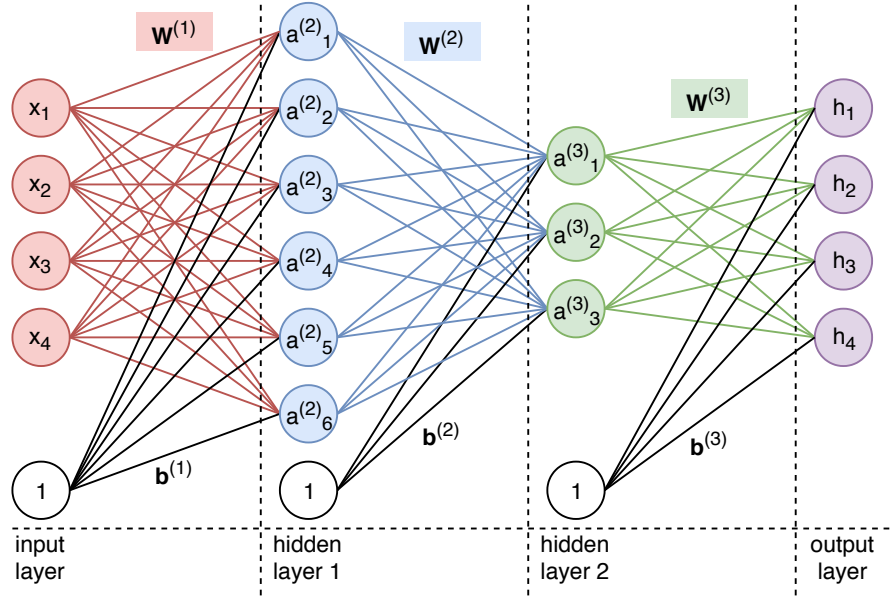 W(1)
W(2)
W(3)
x1
x2
x3
x4
1
b(1)
a(2)1
a(2)2
a(2)3
a(2)4
a(2)5
a(2)6
1
b(2)
a(3)1
a(3)2
a(3)3
1
b(3)
h1
h2
h3
h4
input
layer
hidden
layer 1
hidden
layer 2
output
layer